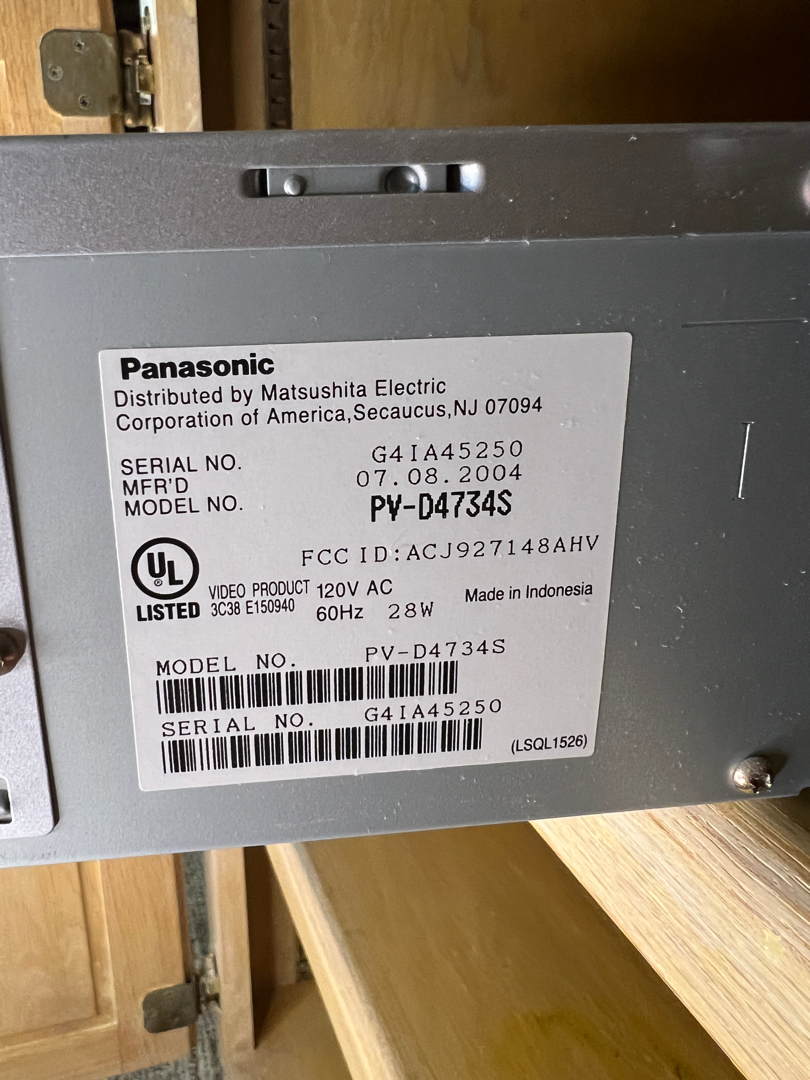 Panasonic
Distributed by Matsushita Electric
Corporation of America,Secaucus,NJ 07094
SERIAL NO. G4IA45250
MFR'D 07.08.2004
MODEL NO. PV-D4734S
FCC ID:ACJ927148AHV
UL
®
LISTED
VIDEO PRODUCT 120V AC
3C38 E150940 60Hz 28W
Made in Indonesia
MODEL NO. PV-D4734S
SERIAL NO. G4IA45250
(LSQL1526)